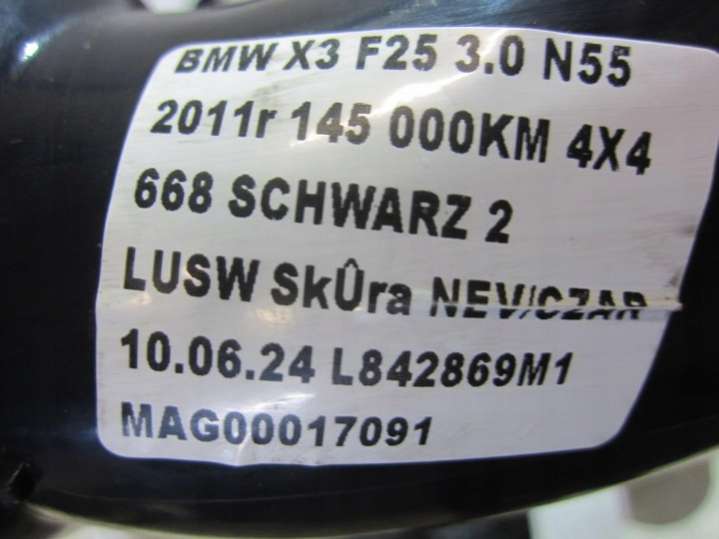 BMW X3 F25 3.0 N55
2011r 145 000KM 4X4
668 SCHWARZ 2
LUSW SkÛra NEV/CZAR
10.06.24 L842869M1
MAG00017091